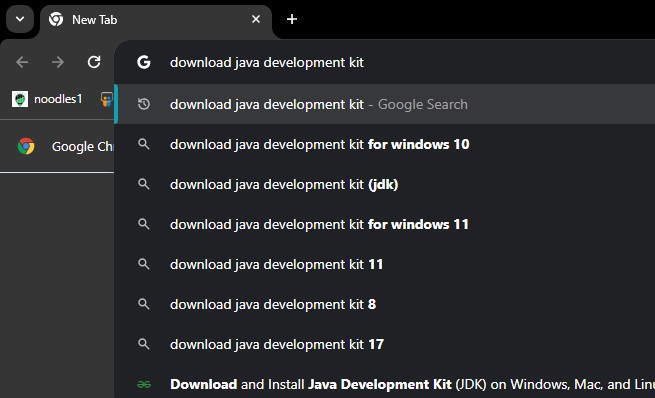 New Tab
download java development kit
noodles1
download java development kit - Google Search
Google Ch
download java development kit for windows 10
download java development kit (jdk)
download java development kit for windows 11
download java development kit 11
download java development kit 8
download java development kit 17
Download and Install Java Development Kit (JDK) on Windows, Mac, and Linu